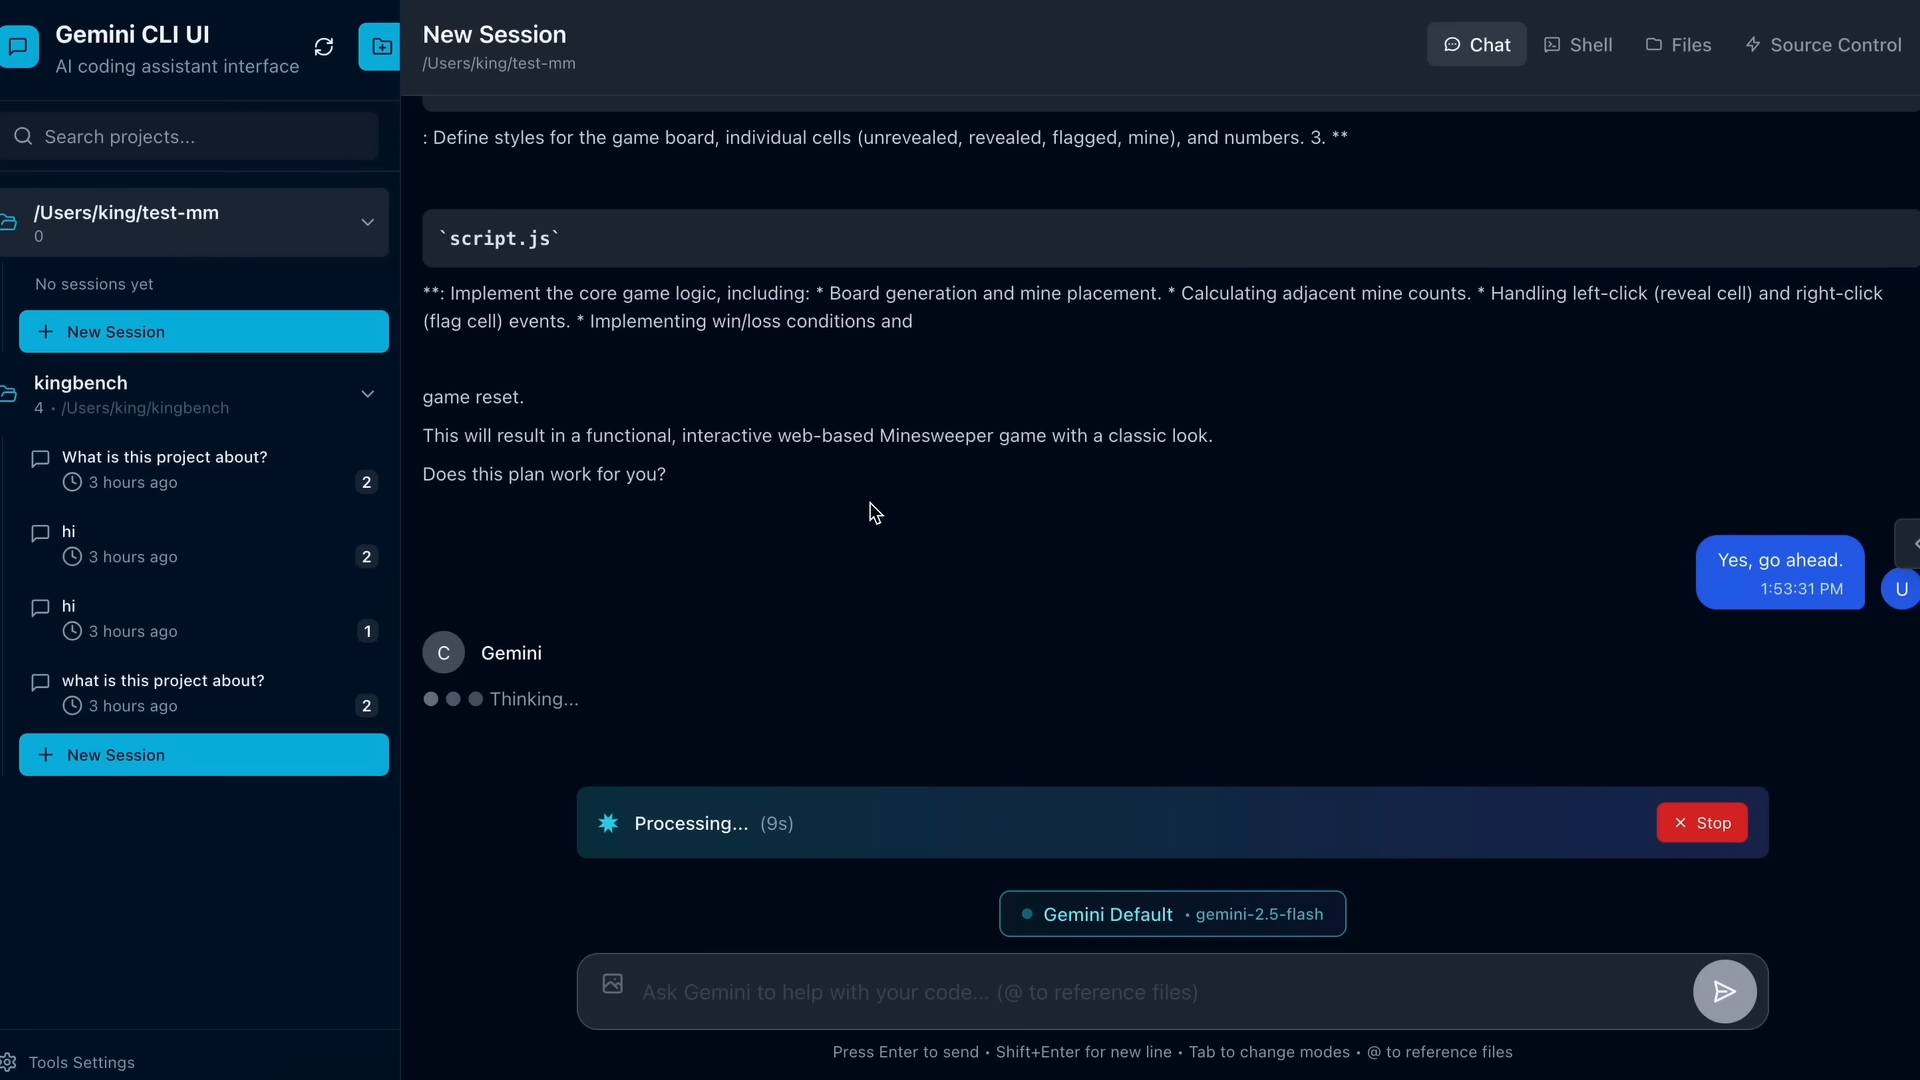 Gemini CLI UI
AI coding assistant interface
Search projects...
/Users/king/test-mm
0
No sessions yet
New Session
kingbench
4 • /Users/king/kingbench
What is this project about?
3 hours ago
2
hi
3 hours ago
2
hi
3 hours ago
1
what is this project about?
3 hours ago
2
New Session
Tools Settings
New Session
/Users/king/test-mm
Chat
Shell
Files
Source Control
: Define styles for the game board, individual cells (unrevealed, revealed, flagged, mine), and numbers. 3. **
`script.js`
**: Implement the core game logic, including: * Board generation and mine placement. * Calculating adjacent mine counts. * Handling left-click (reveal cell) and right-click
(flag cell) events. * Implementing win/loss conditions and
game reset.
This will result in a functional, interactive web-based Minesweeper game with a classic look.
Does this plan work for you?
Yes, go ahead.
1:53:31 PM
U
C
Gemini
Thinking...
Processing... (9s)
Stop
Gemini Default • gemini-2.5-flash
Ask Gemini to help with your code... (@ to reference files)
Press Enter to send • Shift+Enter for new line • Tab to change modes • @ to reference files